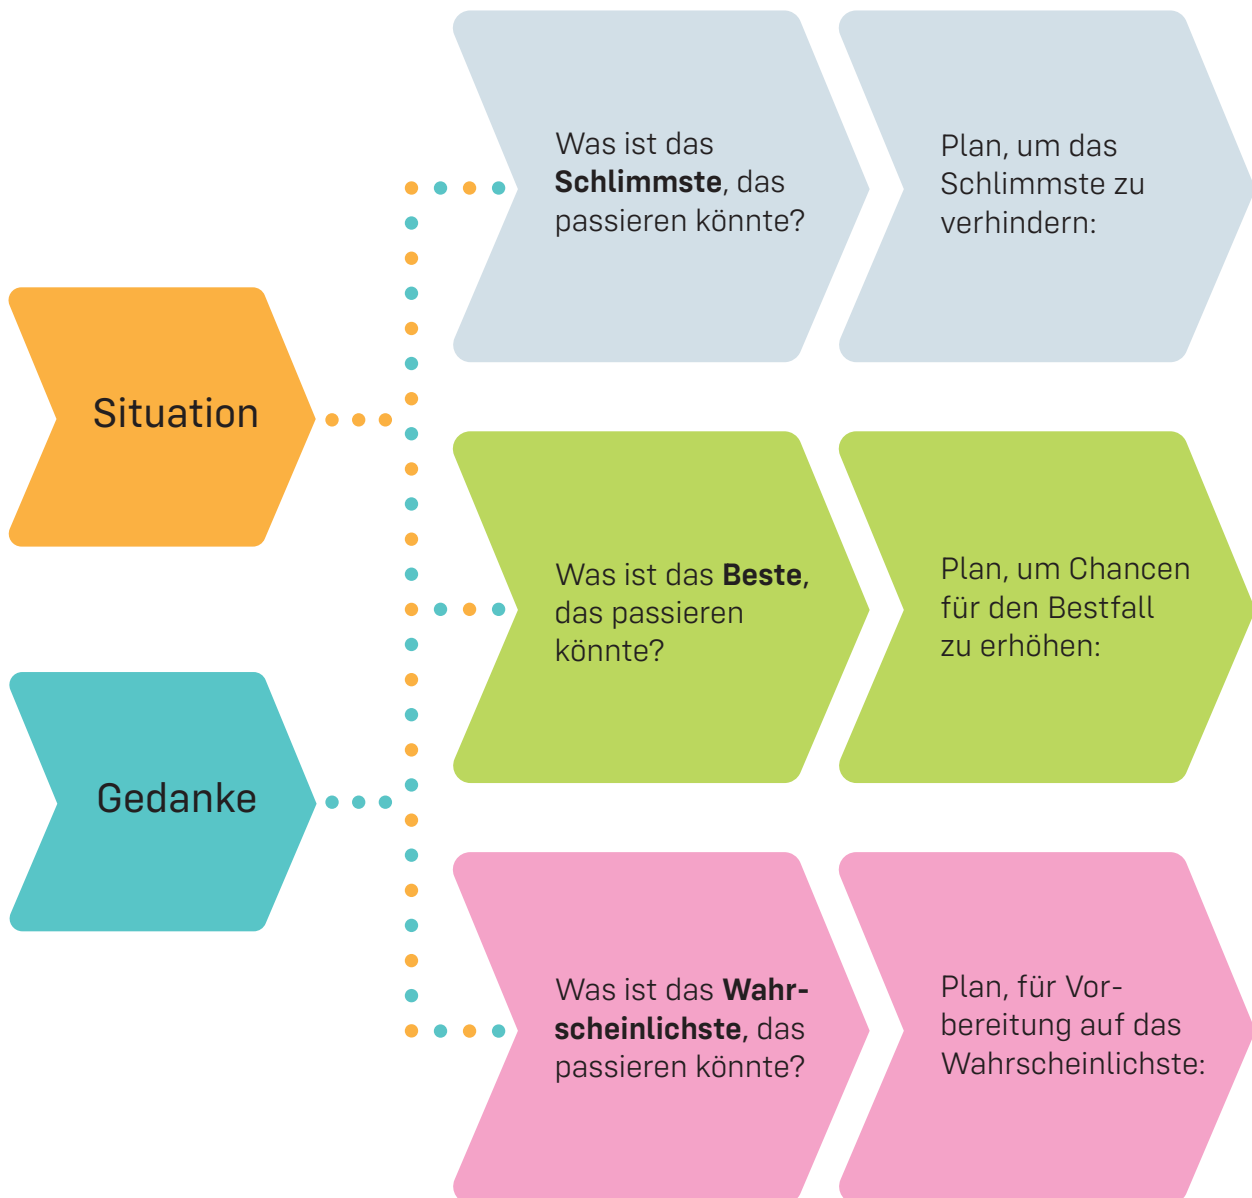 Was ist das
Schlimmste, das
passieren könnte?
Plan, um das
Schlimmste zu
verhindern:
Situation
Was ist das Beste,
das passieren
könnte?
Plan, um Chancen
für den Bestfall
zu erhöhen:
Gedanke
Was ist das Wahr-
scheinlichste, das
passieren könnte?
Plan, für Vor-
bereitung auf das
Wahrscheinlichste: